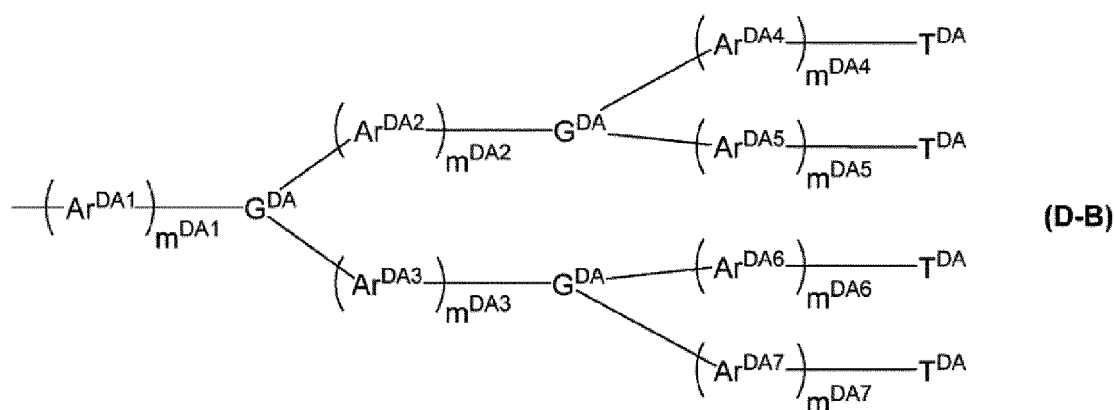 (Ar^DA4)m^DA4 T^DA
(Ar^DA2)m^DA2 G^DA (Ar^DA5)m^DA5 T^DA
(Ar^DA1)m^DA1 G^DA (D-B)
(Ar^DA3)m^DA3 G^DA (Ar^DA6)m^DA6 T^DA
(Ar^DA7)m^DA7 T^DA